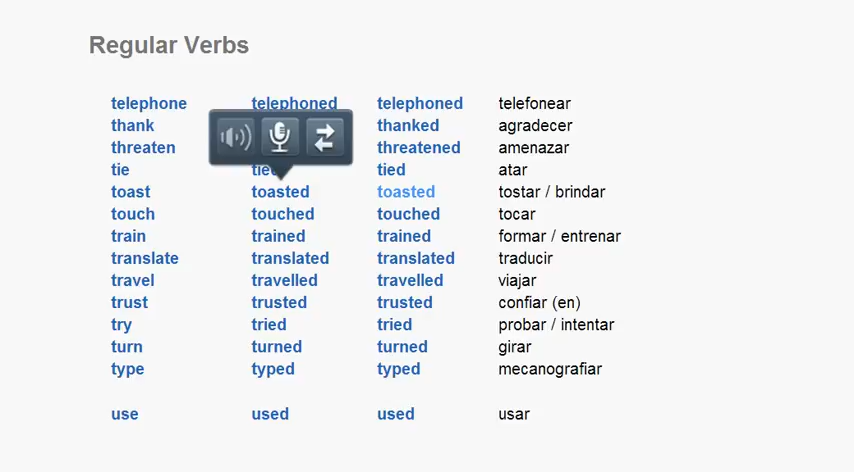 Regular Verbs
telephone telephoned telephoned telefonear
thank thanked agradecer
threaten threatened amenazar
tie tied tied atar
toast toasted toasted tostar / brindar
touch touched touched tocar
train trained trained formar / entrenar
translate translated translated traducir
travel travelled travelled viajar
trust trusted trusted confiar (en)
try tried tried probar / intentar
turn turned turned girar
type typed typed mecanografiar
use used used usar